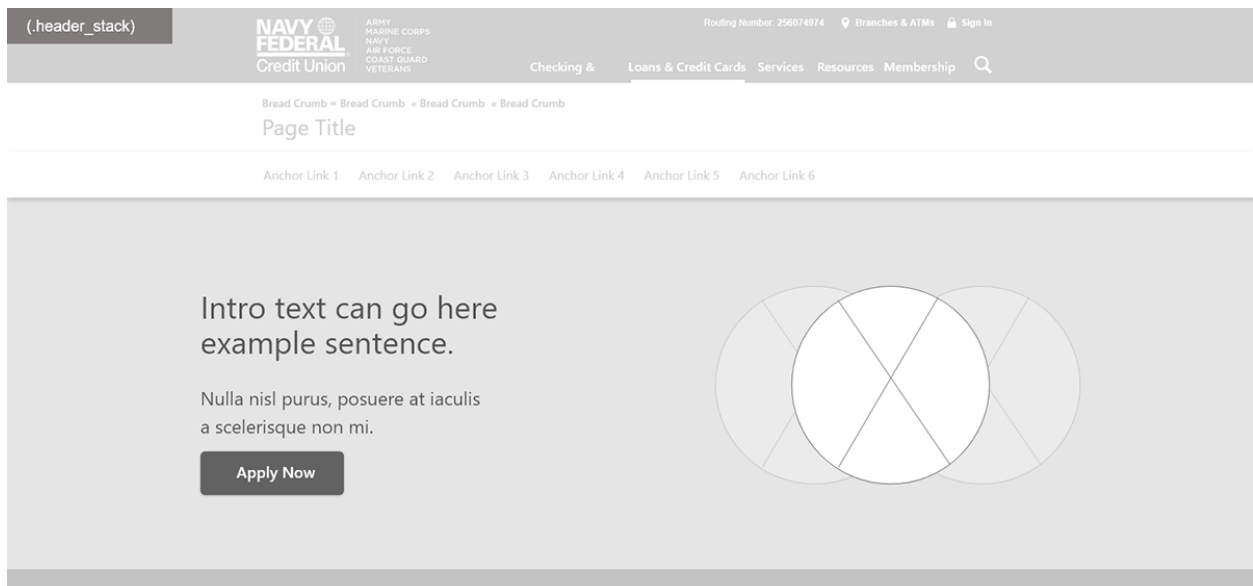 (.header_stack)
NAVY
FEDERAL
Credit Union
ARMY
MARINE CORPS
NAVY
AIR FORCE
COAST GUARD
VETERANS
Routing Number: 256074974 Branches & ATMs Sign In
Checking & Loans & Credit Cards Services Resources Membership
Bread Crumb « Bread Crumb « Bread Crumb « Bread Crumb
Page Title
Anchor Link 1 Anchor Link 2 Anchor Link 3 Anchor Link 4 Anchor Link 5 Anchor Link 6
Intro text can go here
example sentence.
Nulla nisl purus, posuere at iaculis
a scelerisque non mi.
Apply Now